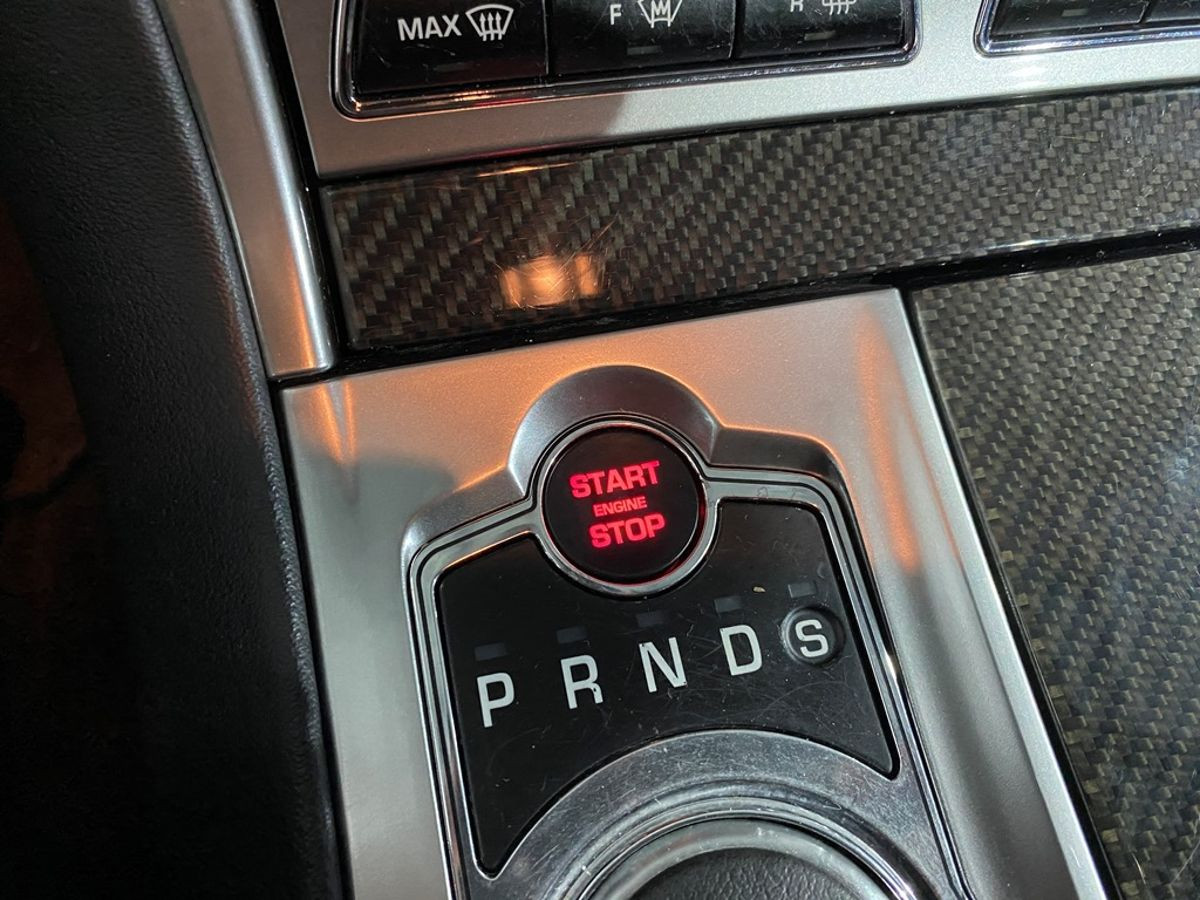 MAX F R
START
ENGINE
STOP
P R N D S